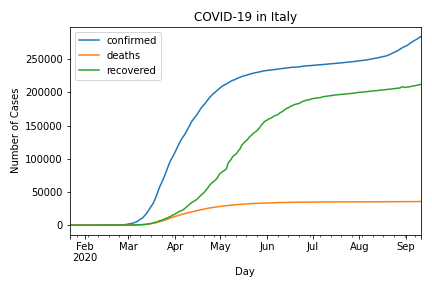 COVID-19 in Italy
confirmed
deaths
recovered
Number of Cases
250000
200000
150000
100000
50000
0
Feb Mar Apr May Jun Jul Aug Sep
2020
Day